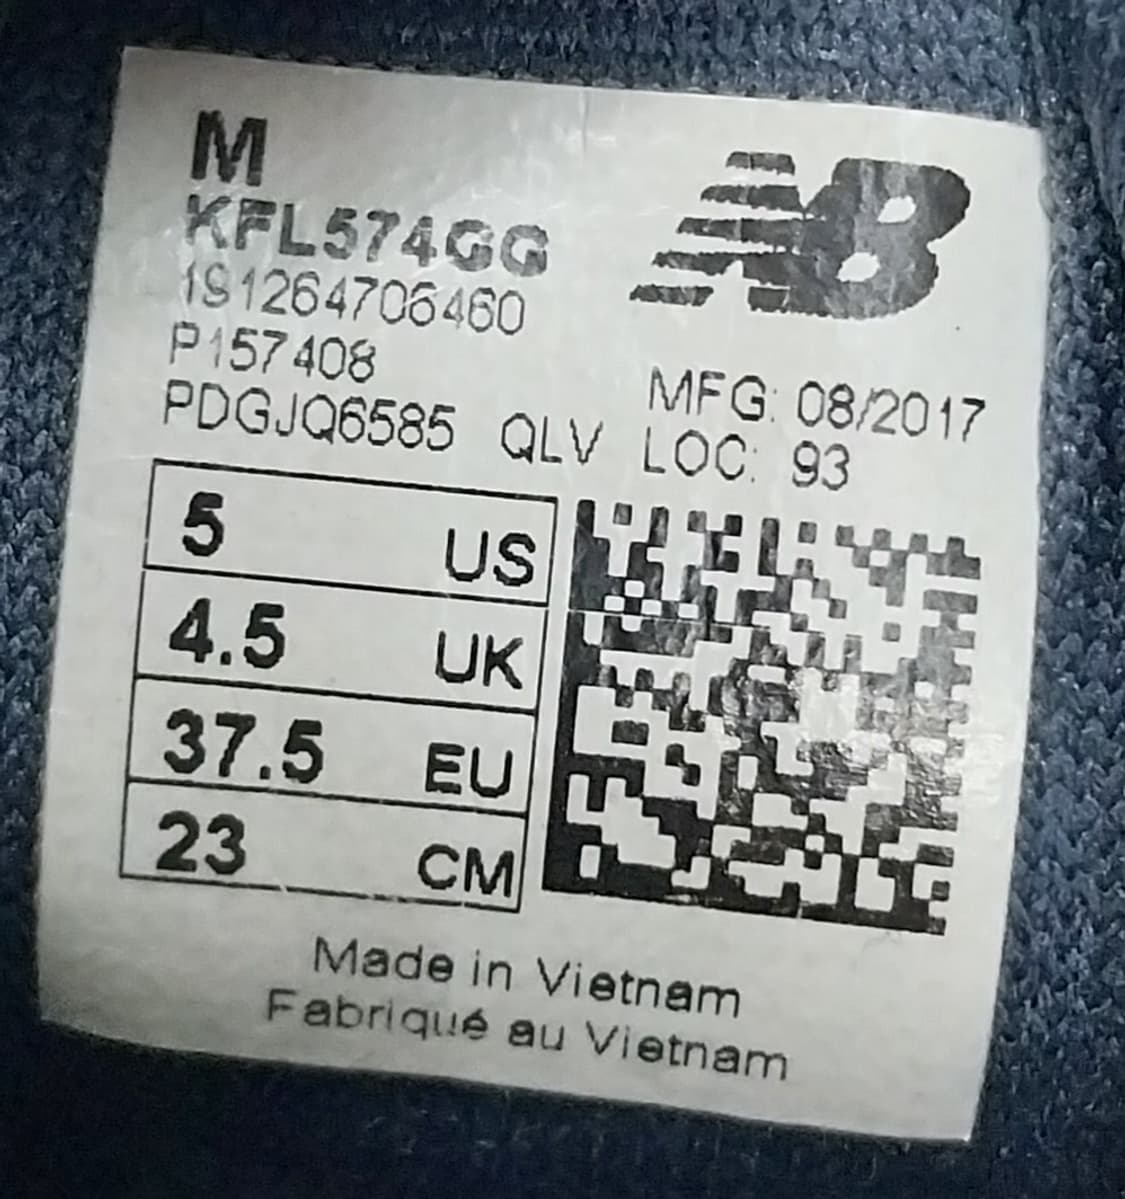 M
KFL574GG
NB
191264706460
P157408
MFG: 08/2017
PDGJQ6585 QLV LOC: 93
5 US
4.5 UK
37.5 EU
23 CM
Made in Vietnam
Fabriqué au Vietnam